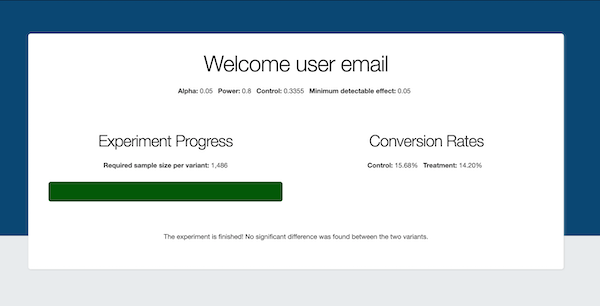 Welcome user email
Alpha: 0.05 Power: 0.8 Control: 0.3355 Minimum detectable effect: 0.05
Experiment Progress
Required sample size per variant: 1,486
Conversion Rates
Control: 15.68% Treatment: 14.20%
The experiment is finished! No significant difference was found between the two variants.